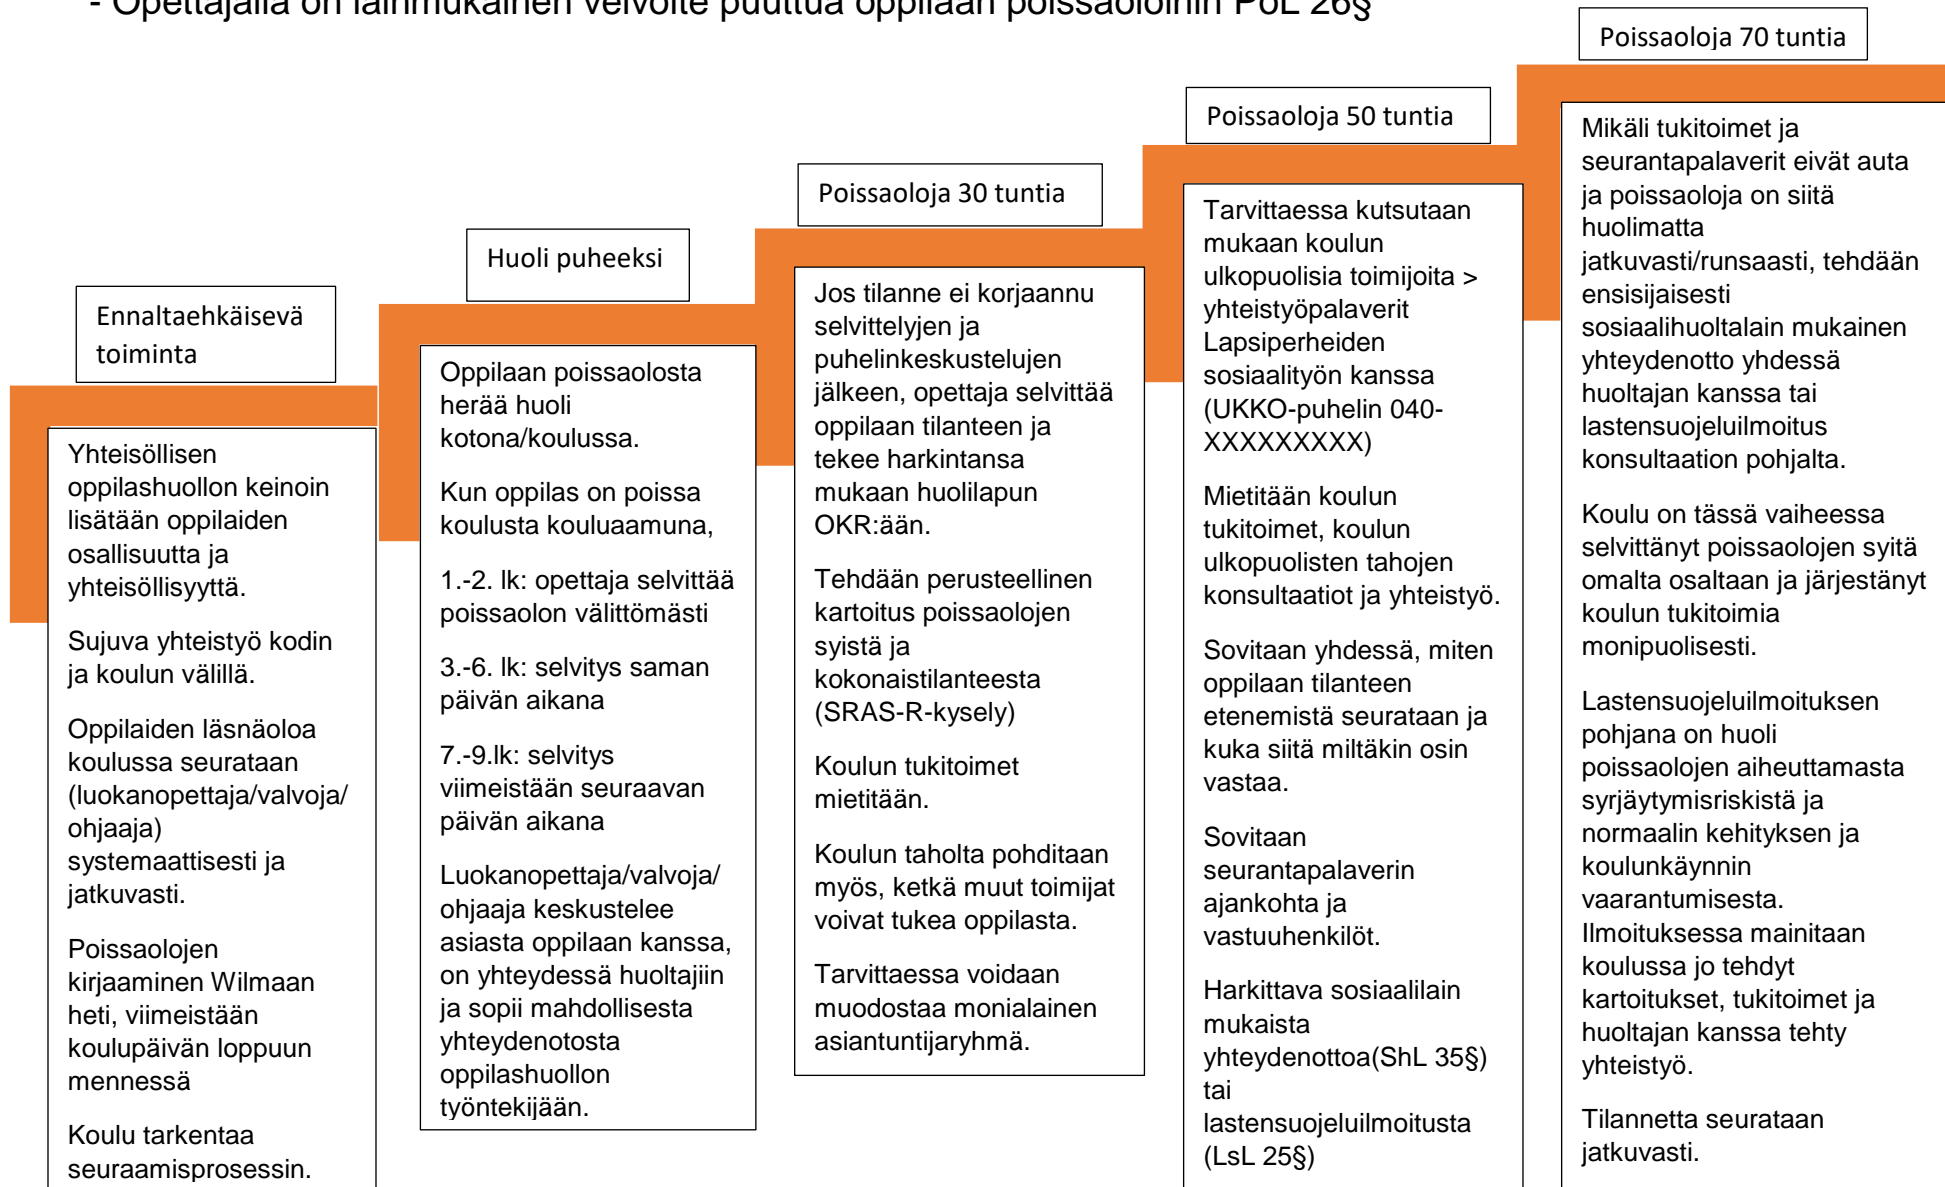 - Opettajalla on lainmukainen velvoite puuttua oppilaan poissaoloihin PoL 26§
Ennaltaehkäisevä
toiminta
Yhteisöllisen
oppilashuollon keinoin
lisätään oppilaiden
osallisuutta ja
yhteisöllisyyttä.
Sujuva yhteistyö kodin
ja koulun välillä.
Oppilaiden läsnäoloa
koulussa seurataan
(luokanopettaja/valvoja/
ohjaaja)
systemaattisesti ja
jatkuvasti.
Poissaolojen
kirjaaminen Wilmaan
heti, viimeistään
koulupäivän loppuun
mennessä
Koulu tarkentaa
seuraamisprosessin.
Huoli puheeksi
Oppilaan poissaolosta
herää huoli
kotona/koulussa.
Kun oppilas on poissa
koulusta kouluaamuna,
1.-2. lk: opettaja selvittää
poissaolon välittömästi
3.-6. lk: selvitys saman
päivän aikana
7.-9.lk: selvitys
viimeistään seuraavan
päivän aikana
Luokanopettaja/valvoja/
ohjaaja keskustelee
asiasta oppilaan kanssa,
on yhteydessä huoltajiin
ja sopii mahdollisesta
yhteydenotosta
oppilashuollon
työntekijään.
Poissaoloja 30 tuntia
Jos tilanne ei korjaannu
selvittelyjen ja
puhelinkeskustelujen
jälkeen, opettaja selvittää
oppilaan tilanteen ja
tekee harkintansa
mukaan huolilapun
OKR:ään.
Tehdään perusteellinen
kartoitus poissaolojen
syistä ja
kokonaistilanteesta
(SRAS-R-kysely)
Koulun tukitoimet
mietitään.
Koulun taholta pohditaan
myös, ketkä muut toimijat
voivat tukea oppilasta.
Tarvittaessa voidaan
muodostaa monialainen
asiantuntijaryhmä.
Poissaoloja 50 tuntia
Tarvittaessa kutsutaan
mukaan koulun
ulkopuolisia toimijoita >
yhteistyöpalaverit
Lapsiperheiden
sosiaalityön kanssa
(UKKO-puhelin 040-
XXXXXXXXX)
Mietitään koulun
tukitoimet, koulun
ulkopuolisten tahojen
konsultaatiot ja yhteistyö.
Sovitaan yhdessä, miten
oppilaan tilanteen
etenemistä seurataan ja
kuka siitä miltäkin osin
vastaa.
Sovitaan
seurantapalaverin
ajankohta ja
vastuuhenkilöt.
Harkittava sosiaalilain
mukaista
yhteydenottoa(ShL 35§)
tai
lastensuojeluilmoitusta
(LsL 25§)
Poissaoloja 70 tuntia
Mikäli tukitoimet ja
seurantapalaverit eivät auta
ja poissaoloja on siitä
huolimatta
jatkuvasti/runsaasti, tehdään
ensisijaisesti
sosiaalihuoltalain mukainen
yhteydenotto yhdessä
huoltajan kanssa tai
lastensuojeluilmoitus
konsultaation pohjalta.
Koulu on tässä vaiheessa
selvittänyt poissaolojen syitä
omalta osaltaan ja järjestänyt
koulun tukitoimia
monipuolisesti.
Lastensuojeluilmoituksen
pohjana on huoli
poissaolojen aiheuttamasta
syrjäytymisriskistä ja
normaalin kehityksen ja
koulunkäynnin
vaarantumisesta.
Ilmoituksessa mainitaan
koulussa jo tehdyt
kartoitukset, tukitoimet ja
huoltajan kanssa tehty
yhteistyö.
Tilannetta seurataan
jatkuvasti.